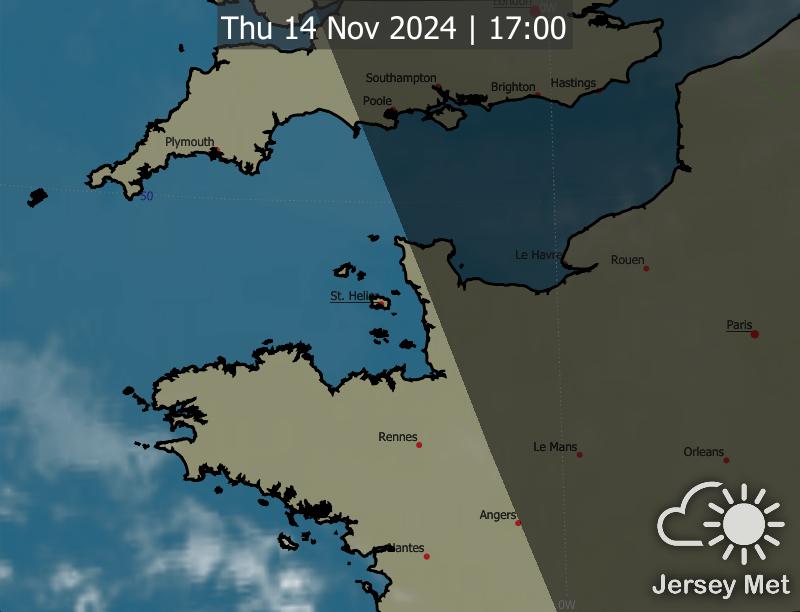 London
0W
Thu 14 Nov 2024 | 17:00
Southampton
Brighton
Hastings
Poole
Plymouth
50
Le Havre
Rouen
St. Helier
Paris
Rennes
Le Mans
Orleans
Angers
Nantes
Jersey Met
0W